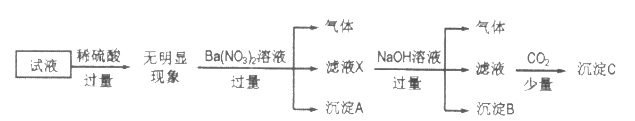 试液
稀硫酸
过量
无明显
现象
Ba(NO₃)₂溶液
过量
气体
滤液X
沉淀A
NaOH溶液
过量
气体
滤液
沉淀B
CO₂
少量
沉淀C